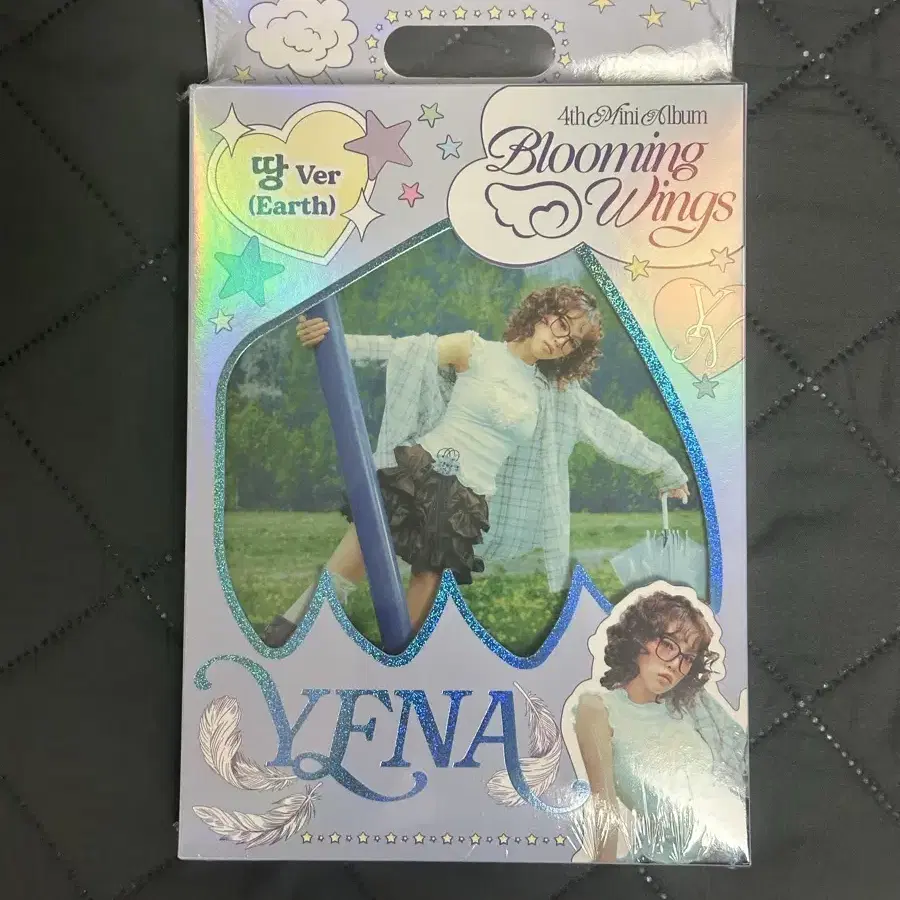 4th Mini Album
Blooming
Wings
땅 Ver
(Earth)
YENA